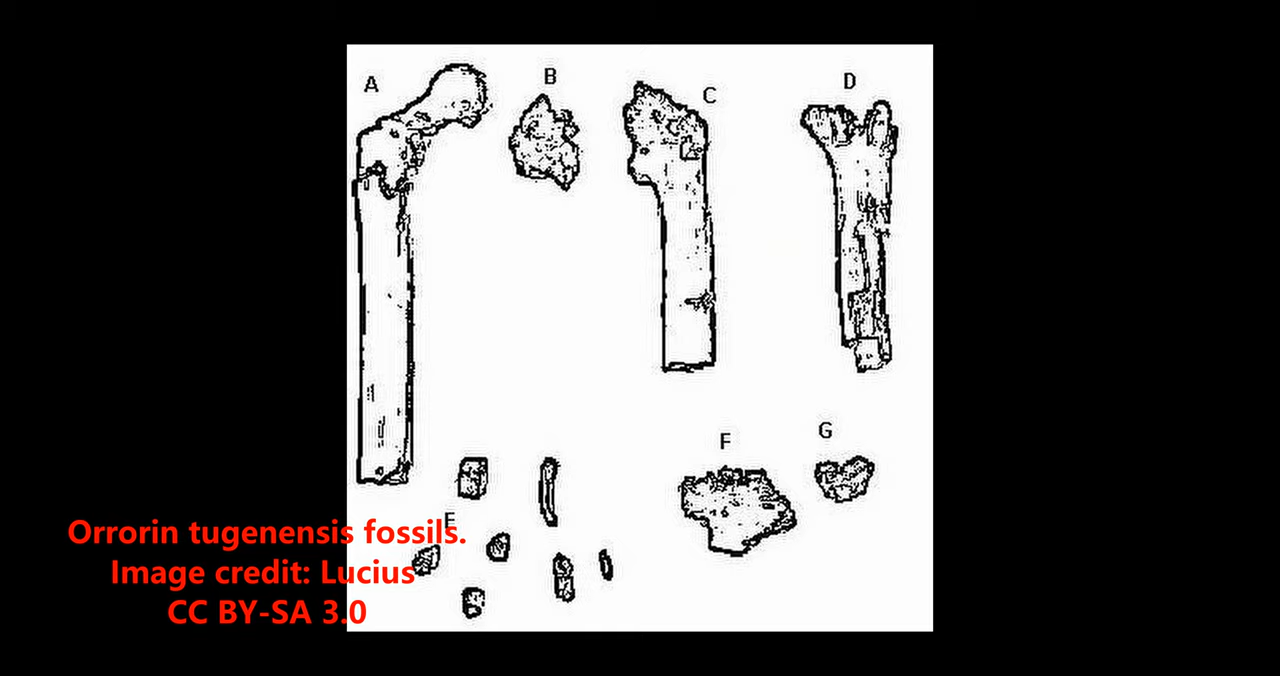 A
B
C
D
E
F
G
Orrorin tugenensis fossils.
Image credit: Lucius
CC BY-SA 3.0